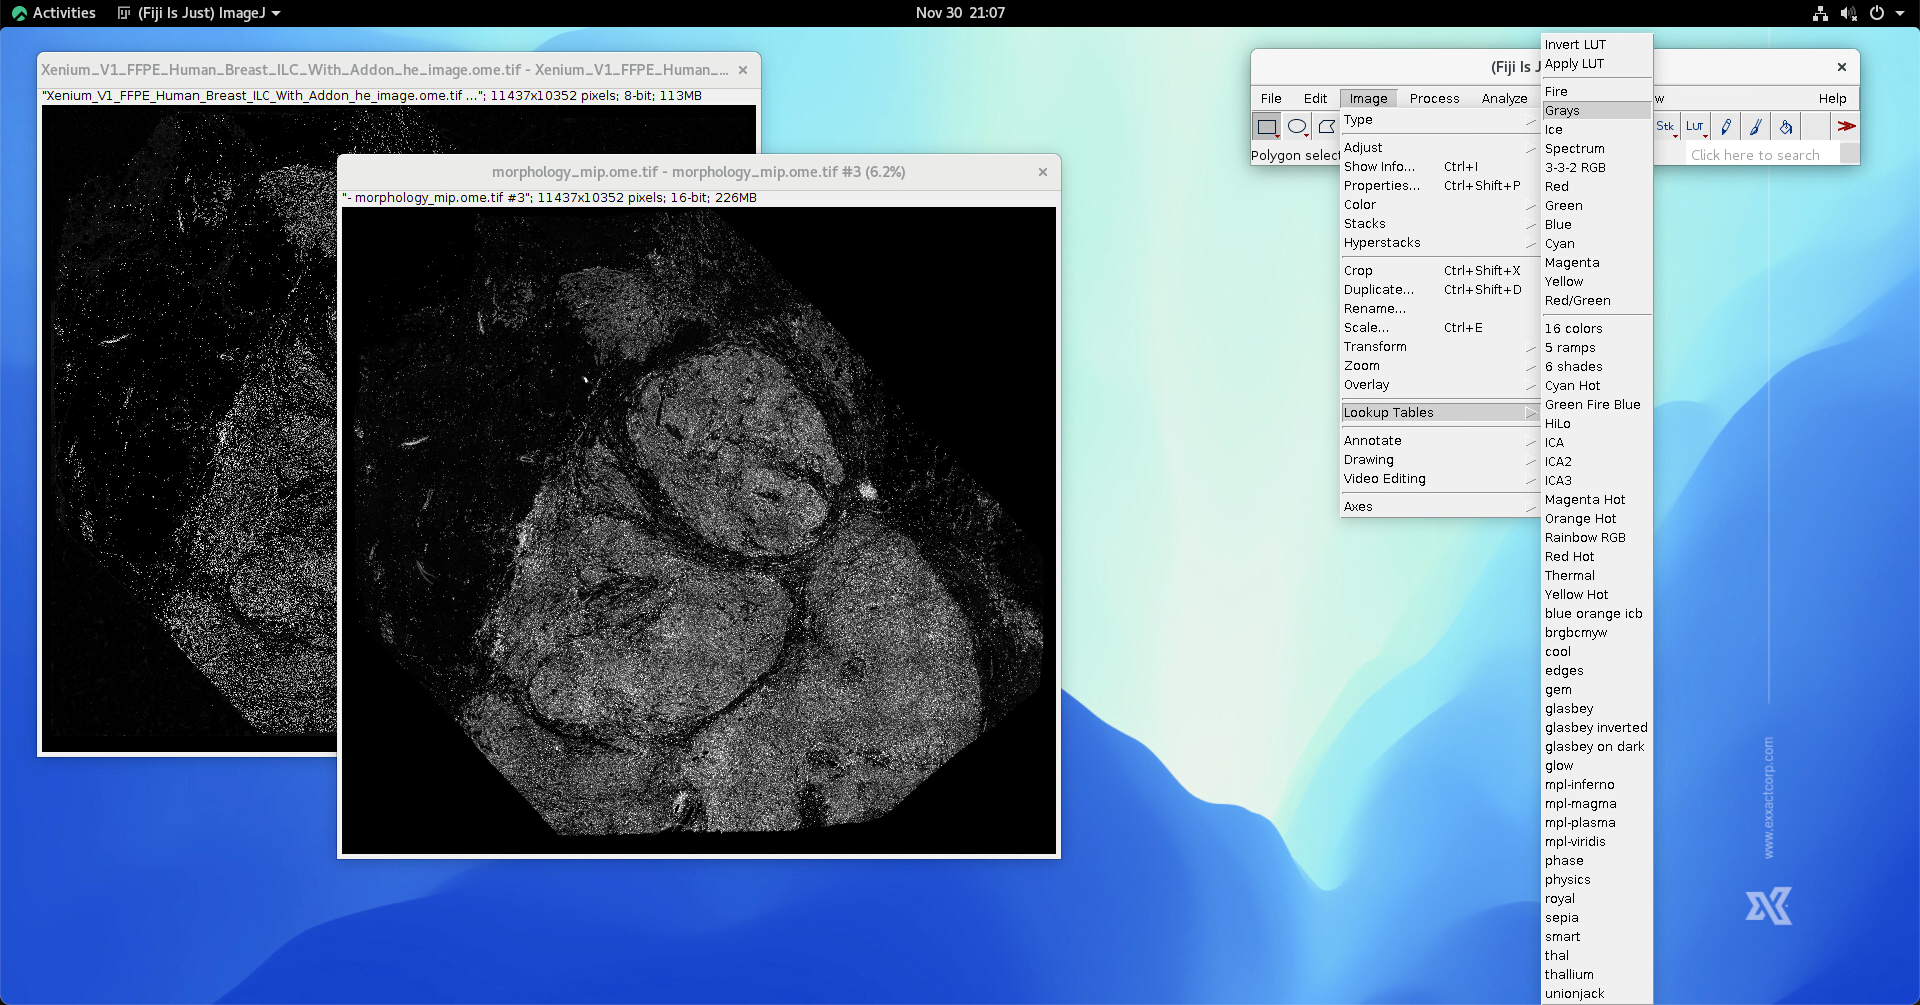 Activities (Fiji Is Just) ImageJ
Nov 30 21:07
Xenium_V1_FFPE_Human_Breast_ILC_With_Addon_he_image.ome.tif - Xenium_V1_FFPE_Human_...
"Xenium_V1_FFPE_Human_Breast_ILC_With_Addon_he_image.ome.tif ..."; 11437x10352 pixels; 8-bit; 113MB
morphology_mip.ome.tif - morphology_mip.ome.tif #3 (6.2%)
"- morphology_mip.ome.tif #3"; 11437x10352 pixels; 16-bit; 226MB
(Fiji Is J
File Edit Image Process Analyze w Help
Stk LUT
Polygon select
Click here to search
Type
Adjust
Show Info... Ctrl+I
Properties... Ctrl+Shift+P
Color
Stacks
Hyperstacks
Crop Ctrl+Shift+X
Duplicate... Ctrl+Shift+D
Rename...
Scale... Ctrl+E
Transform
Zoom
Overlay
Lookup Tables
Annotate
Drawing
Video Editing
Axes
Invert LUT
Apply LUT
Fire
Grays
Ice
Spectrum
3-3-2 RGB
Red
Green
Blue
Cyan
Magenta
Yellow
Red/Green
16 colors
5 ramps
6 shades
Cyan Hot
Green Fire Blue
HiLo
ICA
ICA2
ICA3
Magenta Hot
Orange Hot
Rainbow RGB
Red Hot
Thermal
Yellow Hot
blue orange icb
brgbcmyw
cool
edges
gem
glasbey
glasbey inverted
glasbey on dark
glow
mpl-inferno
mpl-magma
mpl-plasma
mpl-viridis
phase
physics
royal
sepia
smart
thal
thallium
unionjack
www.exxactcorp.com